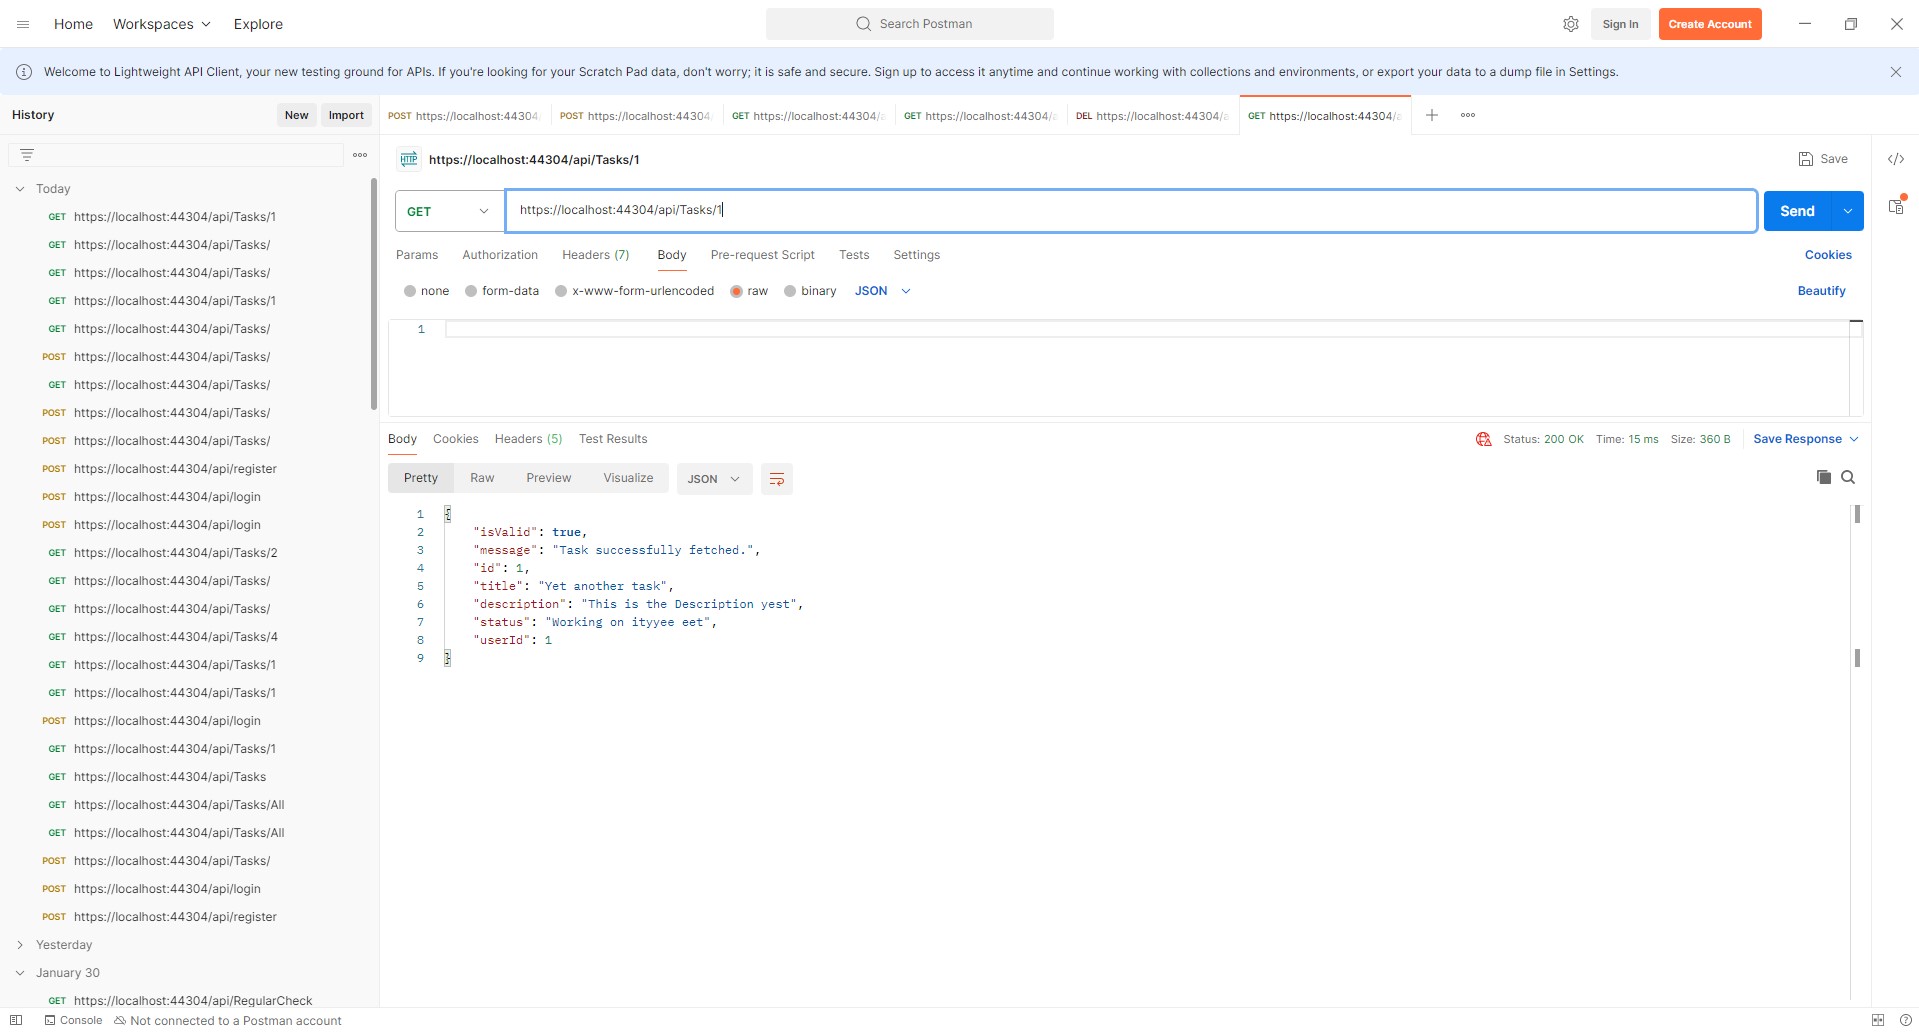 Home Workspaces Explore Search Postman Sign In Create Account
Welcome to Lightweight API Client, your new testing ground for APIs. If you're looking for your Scratch Pad data, don't worry; it is safe and secure. Sign up to access it anytime and continue working with collections and environments, or export your data to a dump file in Settings.
History New Import
POST https://localhost:44304 POST https://localhost:44304/ GET https://localhost:44304/a GET https://localhost:44304/a DEL https://localhost:44304/a GET https://localhost:44304/a
HTTP https://localhost:44304/api/Tasks/1 Save
GET https://localhost:44304/api/Tasks/1 Send
Params Authorization Headers (7) Body Pre-request Script Tests Settings Cookies
none form-data x-www-form-urlencoded raw binary JSON Beautify
1
Today
GET https://localhost:44304/api/Tasks/1
GET https://localhost:44304/api/Tasks/
GET https://localhost:44304/api/Tasks/
GET https://localhost:44304/api/Tasks/1
GET https://localhost:44304/api/Tasks/
POST https://localhost:44304/api/Tasks/
GET https://localhost:44304/api/Tasks/
POST https://localhost:44304/api/Tasks/
POST https://localhost:44304/api/Tasks/
POST https://localhost:44304/api/register
POST https://localhost:44304/api/login
POST https://localhost:44304/api/login
GET https://localhost:44304/api/Tasks/2
GET https://localhost:44304/api/Tasks/
GET https://localhost:44304/api/Tasks/
GET https://localhost:44304/api/Tasks/4
GET https://localhost:44304/api/Tasks/1
GET https://localhost:44304/api/Tasks/1
POST https://localhost:44304/api/login
GET https://localhost:44304/api/Tasks/1
GET https://localhost:44304/api/Tasks
GET https://localhost:44304/api/Tasks/All
GET https://localhost:44304/api/Tasks/All
POST https://localhost:44304/api/Tasks/
POST https://localhost:44304/api/login
POST https://localhost:44304/api/register
Yesterday
January 30
GET https://localhost:44304/api/RegularCheck
Body Cookies Headers (5) Test Results Status: 200 OK Time: 15 ms Size: 360 B Save Response
Pretty Raw Preview Visualize JSON
1 {
2 "isValid": true,
3 "message": "Task successfully fetched.",
4 "id": 1,
5 "title": "Yet another task",
6 "description": "This is the Description yest",
7 "status": "Working on ityyee eet",
8 "userId": 1
9 }
Console Not connected to a Postman account